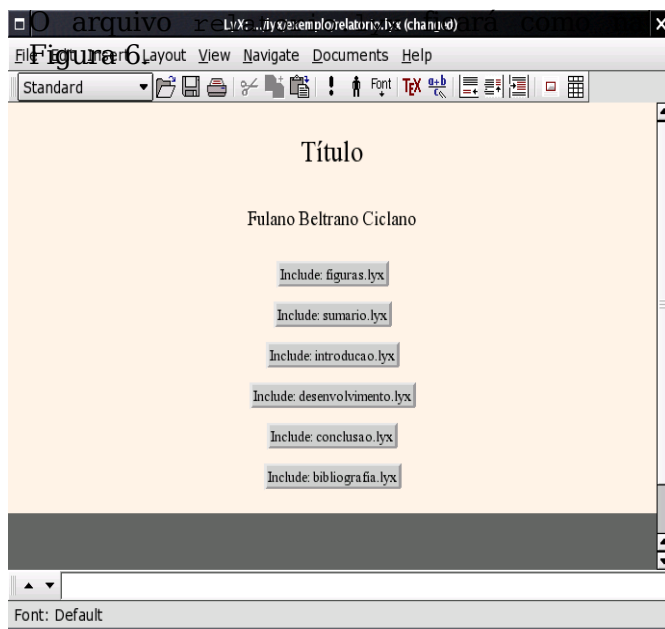 O arquivo relatorio.lyx ficará como na
Figura 6.
LyX: .../lyx/exemplo/relatorio.lyx (changed)
File Edit Insert Layout View Navigate Documents Help
Standard Font TEX
Título
Fulano Beltrano Ciclano
Include: figuras.lyx
Include: sumario.lyx
Include: introducao.lyx
Include: desenvolvimento.lyx
Include: conclusao.lyx
Include: bibliografia.lyx
Font: Default